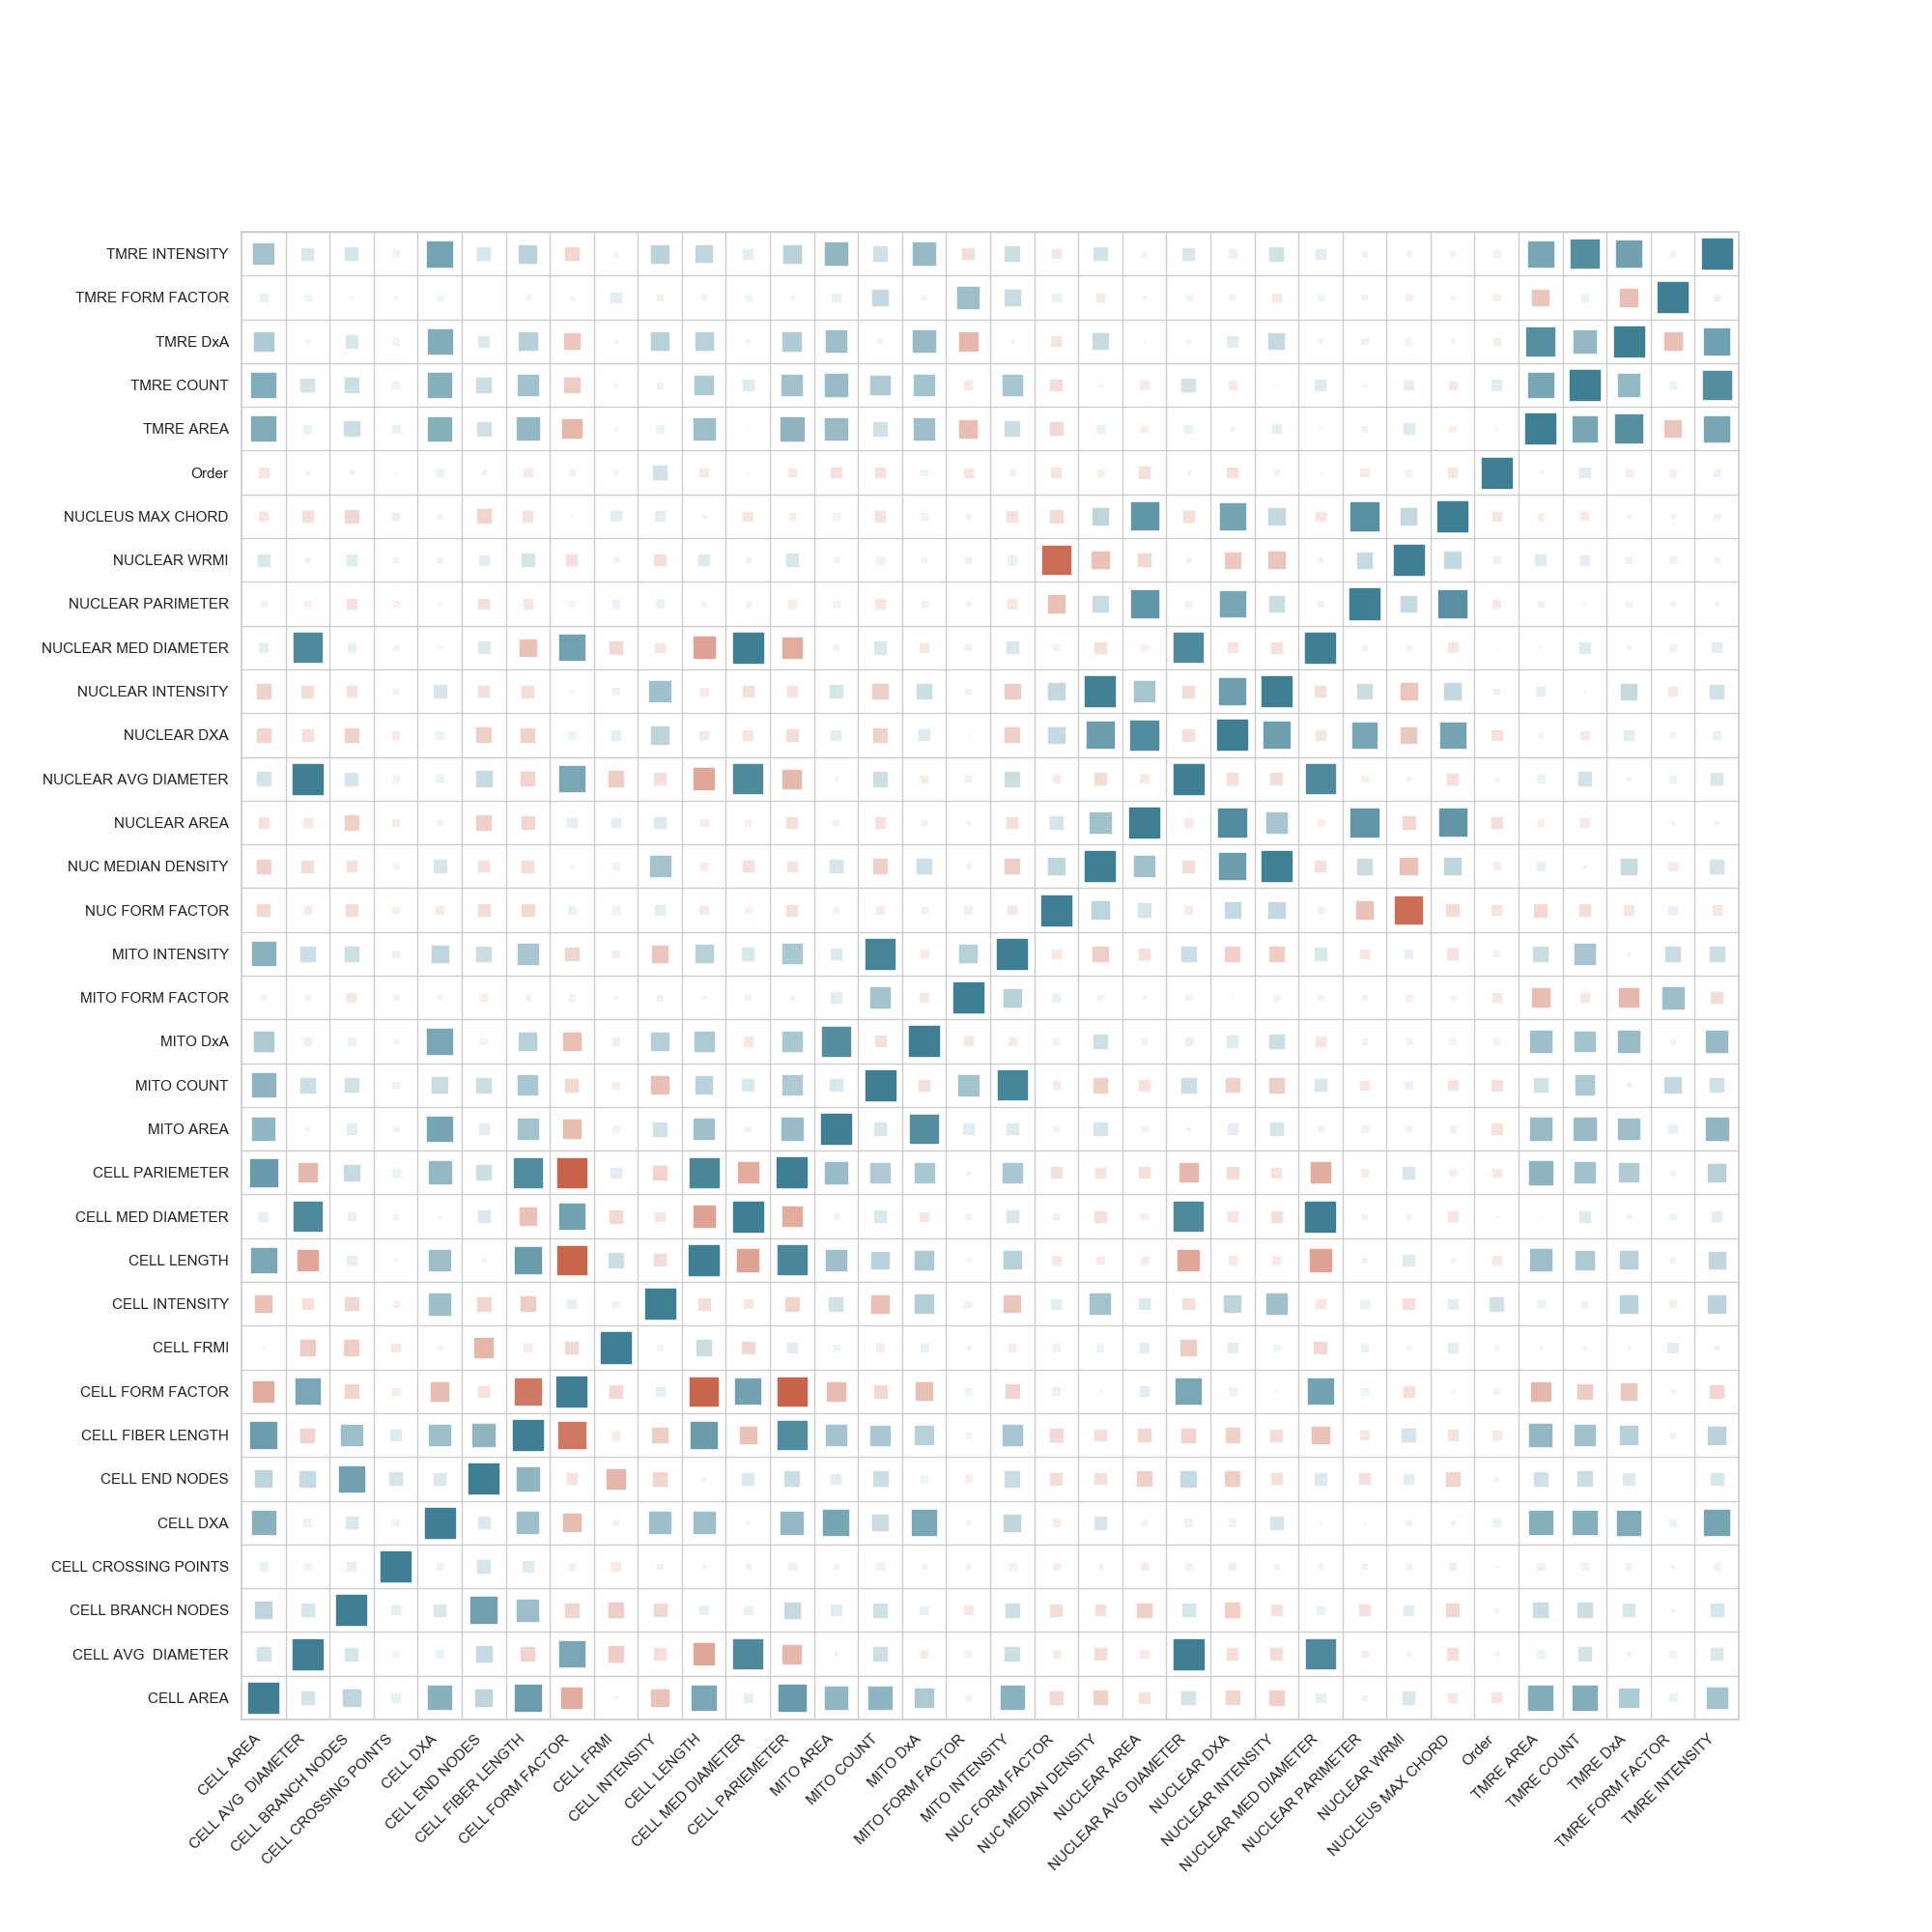 TMRE INTENSITY
TMRE FORM FACTOR
TMRE DxA
TMRE COUNT
TMRE AREA
Order
NUCLEUS MAX CHORD
NUCLEAR WRMI
NUCLEAR PARIMETER
NUCLEAR MED DIAMETER
NUCLEAR INTENSITY
NUCLEAR DXA
NUCLEAR AVG DIAMETER
NUCLEAR AREA
NUC MEDIAN DENSITY
NUC FORM FACTOR
MITO INTENSITY
MITO FORM FACTOR
MITO DxA
MITO COUNT
MITO AREA
CELL PARIEMETER
CELL MED DIAMETER
CELL LENGTH
CELL INTENSITY
CELL FRMI
CELL FORM FACTOR
CELL FIBER LENGTH
CELL END NODES
CELL DXA
CELL CROSSING POINTS
CELL BRANCH NODES
CELL AVG  DIAMETER
CELL AREA
CELL AREA
CELL AVG  DIAMETER
CELL BRANCH NODES
CELL CROSSING POINTS
CELL DXA
CELL END NODES
CELL FIBER LENGTH
CELL FORM FACTOR
CELL FRMI
CELL INTENSITY
CELL LENGTH
CELL MED DIAMETER
CELL PARIEMETER
MITO AREA
MITO COUNT
MITO DxA
MITO FORM FACTOR
MITO INTENSITY
NUC FORM FACTOR
NUC MEDIAN DENSITY
NUCLEAR AREA
NUCLEAR AVG DIAMETER
NUCLEAR DXA
NUCLEAR INTENSITY
NUCLEAR MED DIAMETER
NUCLEAR PARIMETER
NUCLEAR WRMI
NUCLEUS MAX CHORD
Order
TMRE AREA
TMRE COUNT
TMRE DxA
TMRE FORM FACTOR
TMRE INTENSITY